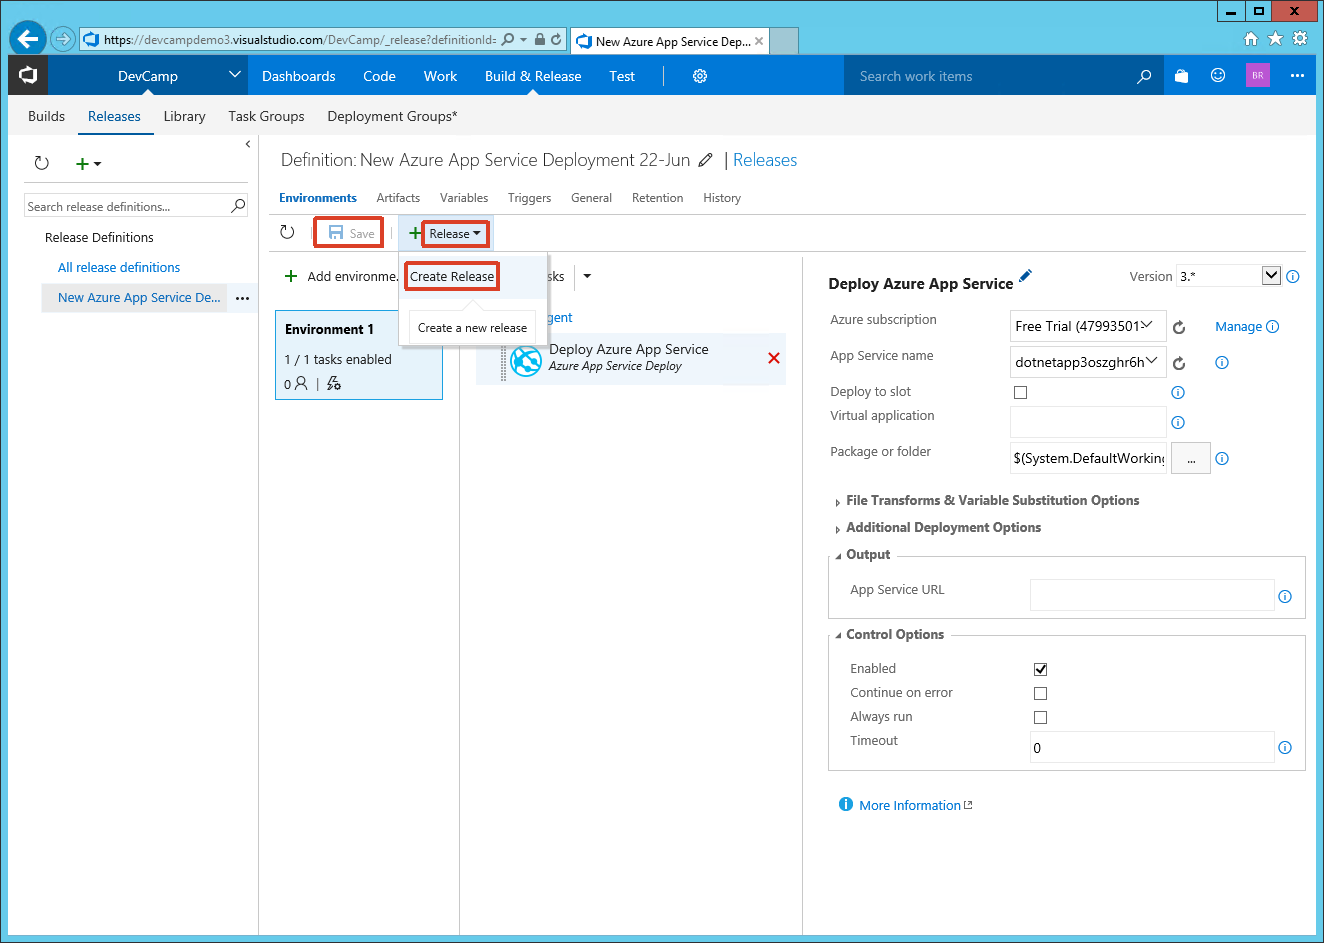 https://devcampdemo3.visualstudio.com/DevCamp/_release?definitionId=
New Azure App Service Dep...
DevCamp
Dashboards
Code
Work
Build & Release
Test
Search work items
BR
Builds
Releases
Library
Task Groups
Deployment Groups*
Search release definitions...
Release Definitions
All release definitions
New Azure App Service De...
Definition: New Azure App Service Deployment 22-Jun | Releases
Environments
Artifacts
Variables
Triggers
General
Retention
History
Save
Release
Create Release
Create a new release
Add environme.
Environment 1
1 / 1 tasks enabled
0
Deploy Azure App Service
Azure App Service Deploy
Deploy Azure App Service
Version 3.*
Azure subscription
Free Trial (47993501
Manage
App Service name
dotnetapp3oszghr6h
Deploy to slot
Virtual application
Package or folder
$(System.DefaultWorking
...
File Transforms & Variable Substitution Options
Additional Deployment Options
Output
App Service URL
Control Options
Enabled
Continue on error
Always run
Timeout
0
More Information